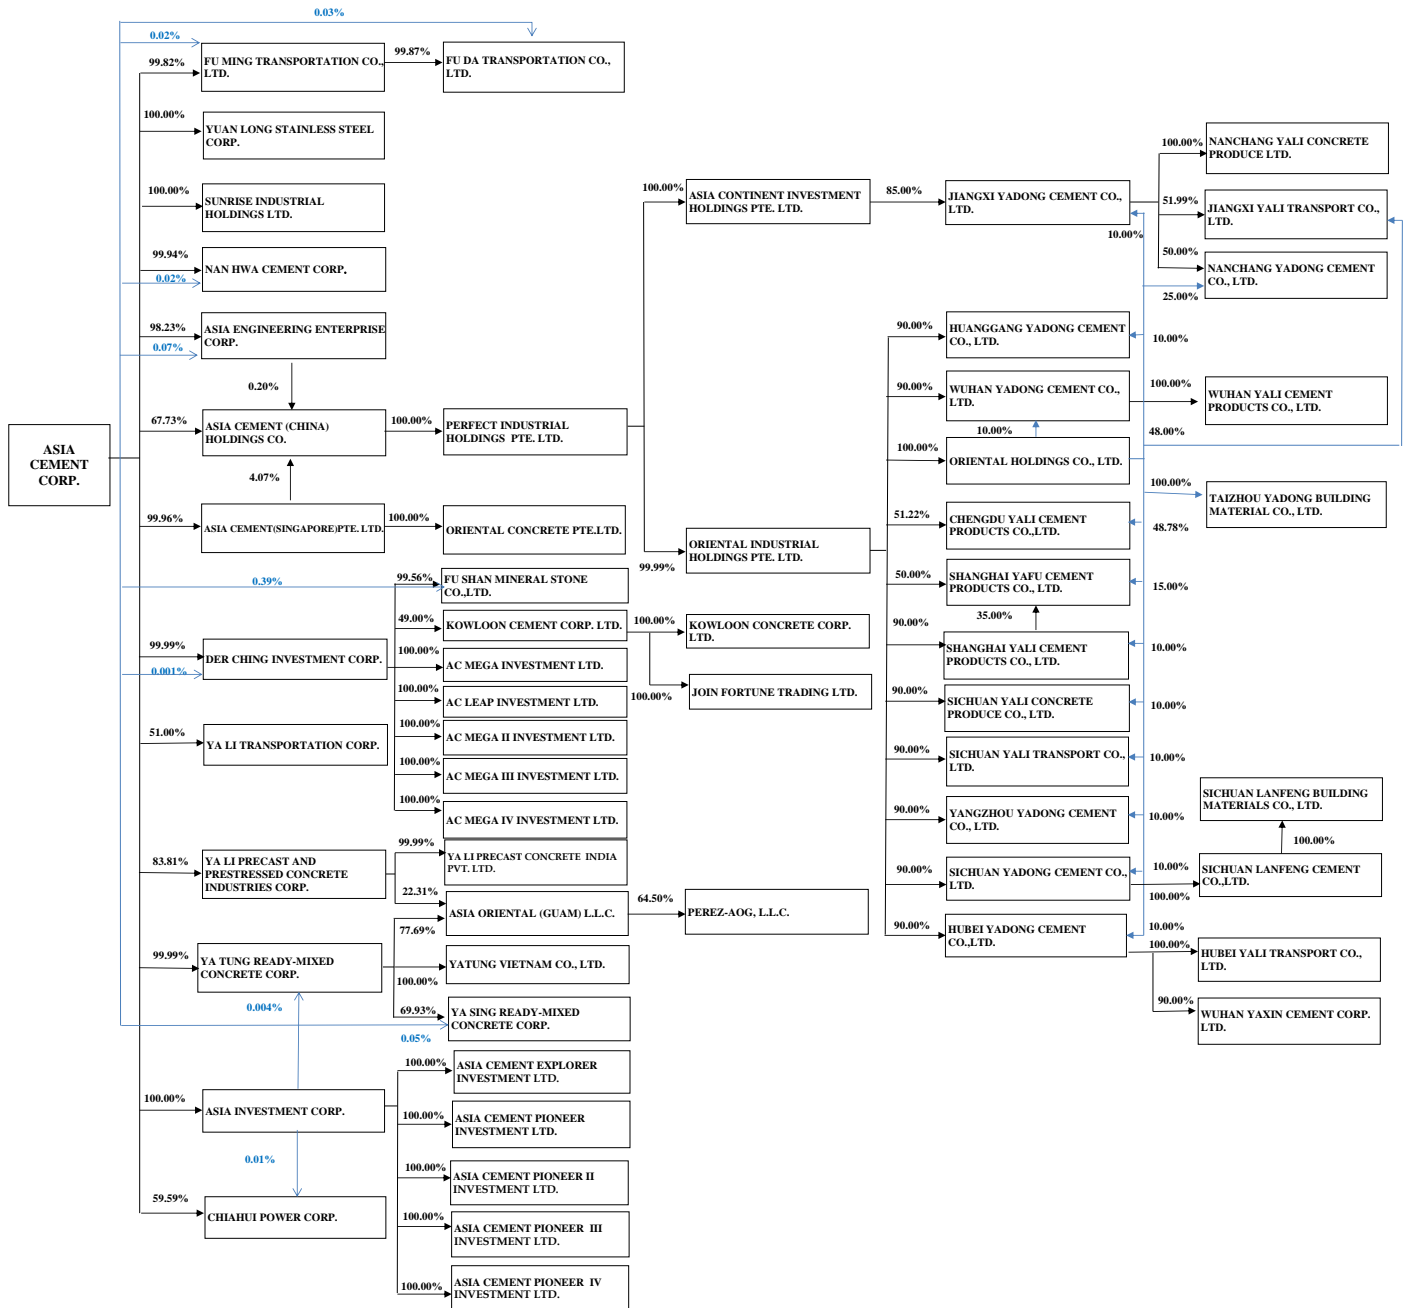 0.03%
0.02%
99.82%
FU MING TRANSPORTATION CO.,
LTD.
99.87%
FU DA TRANSPORTATION CO.,
LTD.
100.00%
YUAN LONG STAINLESS STEEL
CORP.
100.00%
SUNRISE INDUSTRIAL
HOLDINGS LTD.
99.94%
0.02%
NAN HWA CEMENT CORP.
98.23%
0.07%
ASIA ENGINEERING ENTERPRISE
CORP.
0.20%
67.73%
ASIA CEMENT (CHINA)
HOLDINGS CO.
100.00%
PERFECT INDUSTRIAL
HOLDINGS PTE. LTD.
ASIA
CEMENT
CORP.
4.07%
99.96%
ASIA CEMENT(SINGAPORE)PTE. LTD.
100.00%
ORIENTAL CONCRETE PTE.LTD.
0.39%
99.56%
FU SHAN MINERAL STONE
CO.,LTD.
49.00%
KOWLOON CEMENT CORP. LTD.
100.00%
KOWLOON CONCRETE CORP.
LTD.
100.00%
JOIN FORTUNE TRADING LTD.
99.99%
0.001%
DER CHING INVESTMENT CORP.
100.00%
AC MEGA INVESTMENT LTD.
100.00%
AC LEAP INVESTMENT LTD.
100.00%
AC MEGA II INVESTMENT LTD.
100.00%
AC MEGA III INVESTMENT LTD.
100.00%
AC MEGA IV INVESTMENT LTD.
51.00%
YA LI TRANSPORTATION CORP.
83.81%
YA LI PRECAST AND
PRESTRESSED CONCRETE
INDUSTRIES CORP.
99.99%
YA LI PRECAST CONCRETE INDIA
PVT. LTD.
22.31%
ASIA ORIENTAL (GUAM) L.L.C.
77.69%
64.50%
PEREZ-AOG, L.L.C.
99.99%
YA TUNG READY-MIXED
CONCRETE CORP.
YATUNG VIETNAM CO., LTD.
100.00%
0.004%
69.93%
YA SING READY-MIXED
CONCRETE CORP.
0.05%
100.00%
ASIA INVESTMENT CORP.
100.00%
ASIA CEMENT EXPLORER
INVESTMENT LTD.
100.00%
ASIA CEMENT PIONEER
INVESTMENT LTD.
100.00%
ASIA CEMENT PIONEER II
INVESTMENT LTD.
100.00%
ASIA CEMENT PIONEER III
INVESTMENT LTD.
100.00%
ASIA CEMENT PIONEER IV
INVESTMENT LTD.
0.01%
59.59%
CHIAHUI POWER CORP.
100.00%
ASIA CONTINENT INVESTMENT
HOLDINGS PTE. LTD.
85.00%
JIANGXI YADONG CEMENT CO.,
LTD.
10.00%
100.00%
NANCHANG YALI CONCRETE
PRODUCE LTD.
51.99%
JIANGXI YALI TRANSPORT CO.,
LTD.
50.00%
NANCHANG YADONG CEMENT
CO., LTD.
25.00%
99.99%
ORIENTAL INDUSTRIAL
HOLDINGS PTE. LTD.
90.00%
HUANGGANG YADONG CEMENT
CO., LTD.
10.00%
90.00%
WUHAN YADONG CEMENT CO.,
LTD.
100.00%
WUHAN YALI CEMENT
PRODUCTS CO., LTD.
10.00%
48.00%
100.00%
ORIENTAL HOLDINGS CO., LTD.
100.00%
TAIZHOU YADONG BUILDING
MATERIAL CO., LTD.
51.22%
CHENGDU YALI CEMENT
PRODUCTS CO.,LTD.
48.78%
50.00%
SHANGHAI YAFU CEMENT
PRODUCTS CO., LTD.
15.00%
35.00%
90.00%
SHANGHAI YALI CEMENT
PRODUCTS CO., LTD.
10.00%
90.00%
SICHUAN YALI CONCRETE
PRODUCE CO., LTD.
10.00%
90.00%
SICHUAN YALI TRANSPORT CO.,
LTD.
10.00%
90.00%
YANGZHOU YADONG CEMENT
CO., LTD.
10.00%
SICHUAN LANFENG BUILDING
MATERIALS CO., LTD.
100.00%
90.00%
SICHUAN YADONG CEMENT CO.,
LTD.
10.00%
100.00%
SICHUAN LANFENG CEMENT
CO.,LTD.
90.00%
HUBEI YADONG CEMENT
CO.,LTD.
10.00%
100.00%
HUBEI YALI TRANSPORT CO.,
LTD.
90.00%
WUHAN YAXIN CEMENT CORP.
LTD.